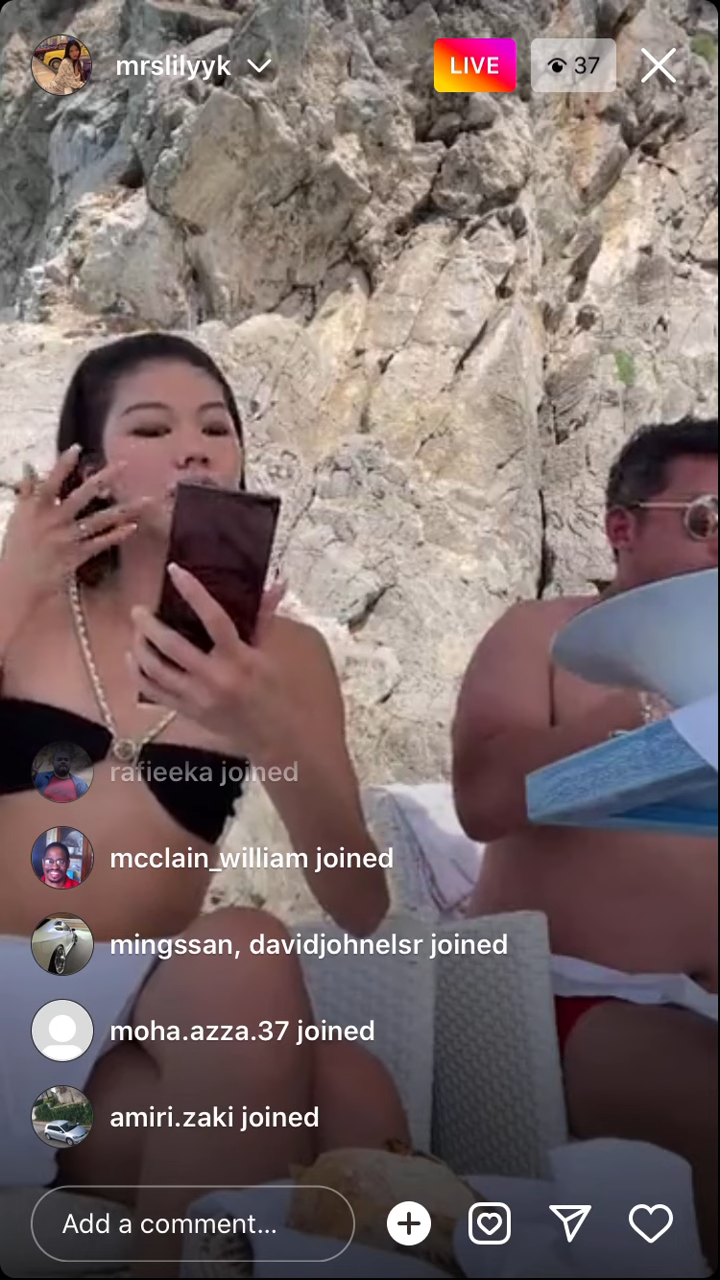 mrslilyyk
LIVE
37
rafieeka joined
mcclain_william joined
mingssan, davidjohnelsr joined
moha.azza.37 joined
amiri.zaki joined
Add a comment...